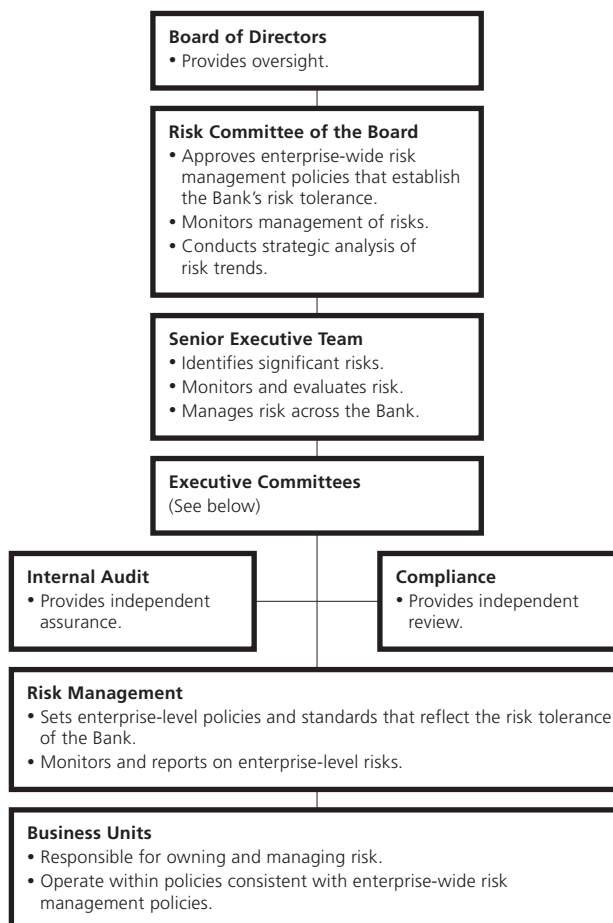 Board of Directors
• Provides oversight.
Risk Committee of the Board
• Approves enterprise-wide risk
management policies that establish
the Bank's risk tolerance.
• Monitors management of risks.
• Conducts strategic analysis of
risk trends.
Senior Executive Team
• Identifies significant risks.
• Monitors and evaluates risk.
• Manages risk across the Bank.
Executive Committees
(See below)
Internal Audit
• Provides independent
assurance.
Compliance
• Provides independent
review.
Risk Management
• Sets enterprise-level policies and standards that reflect the risk tolerance
of the Bank.
• Monitors and reports on enterprise-level risks.
Business Units
• Responsible for owning and managing risk.
• Operate within policies consistent with enterprise-wide risk
management policies.